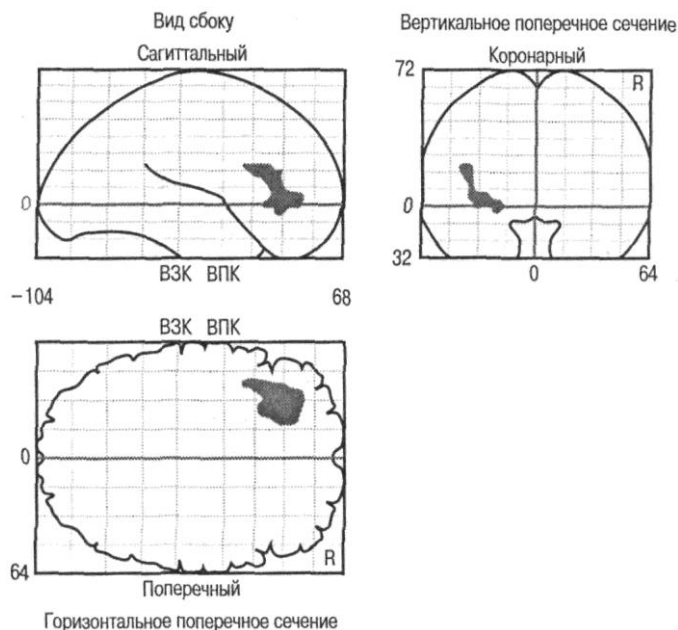 Вид сбоку
Сагиттальный
0
ВЗК ВПК
−104 68
Вертикальное поперечное сечение
Коронарный
72
R
0
32
0 64
ВЗК ВПК
0
64
R
Поперечный
Горизонтальное поперечное сечение